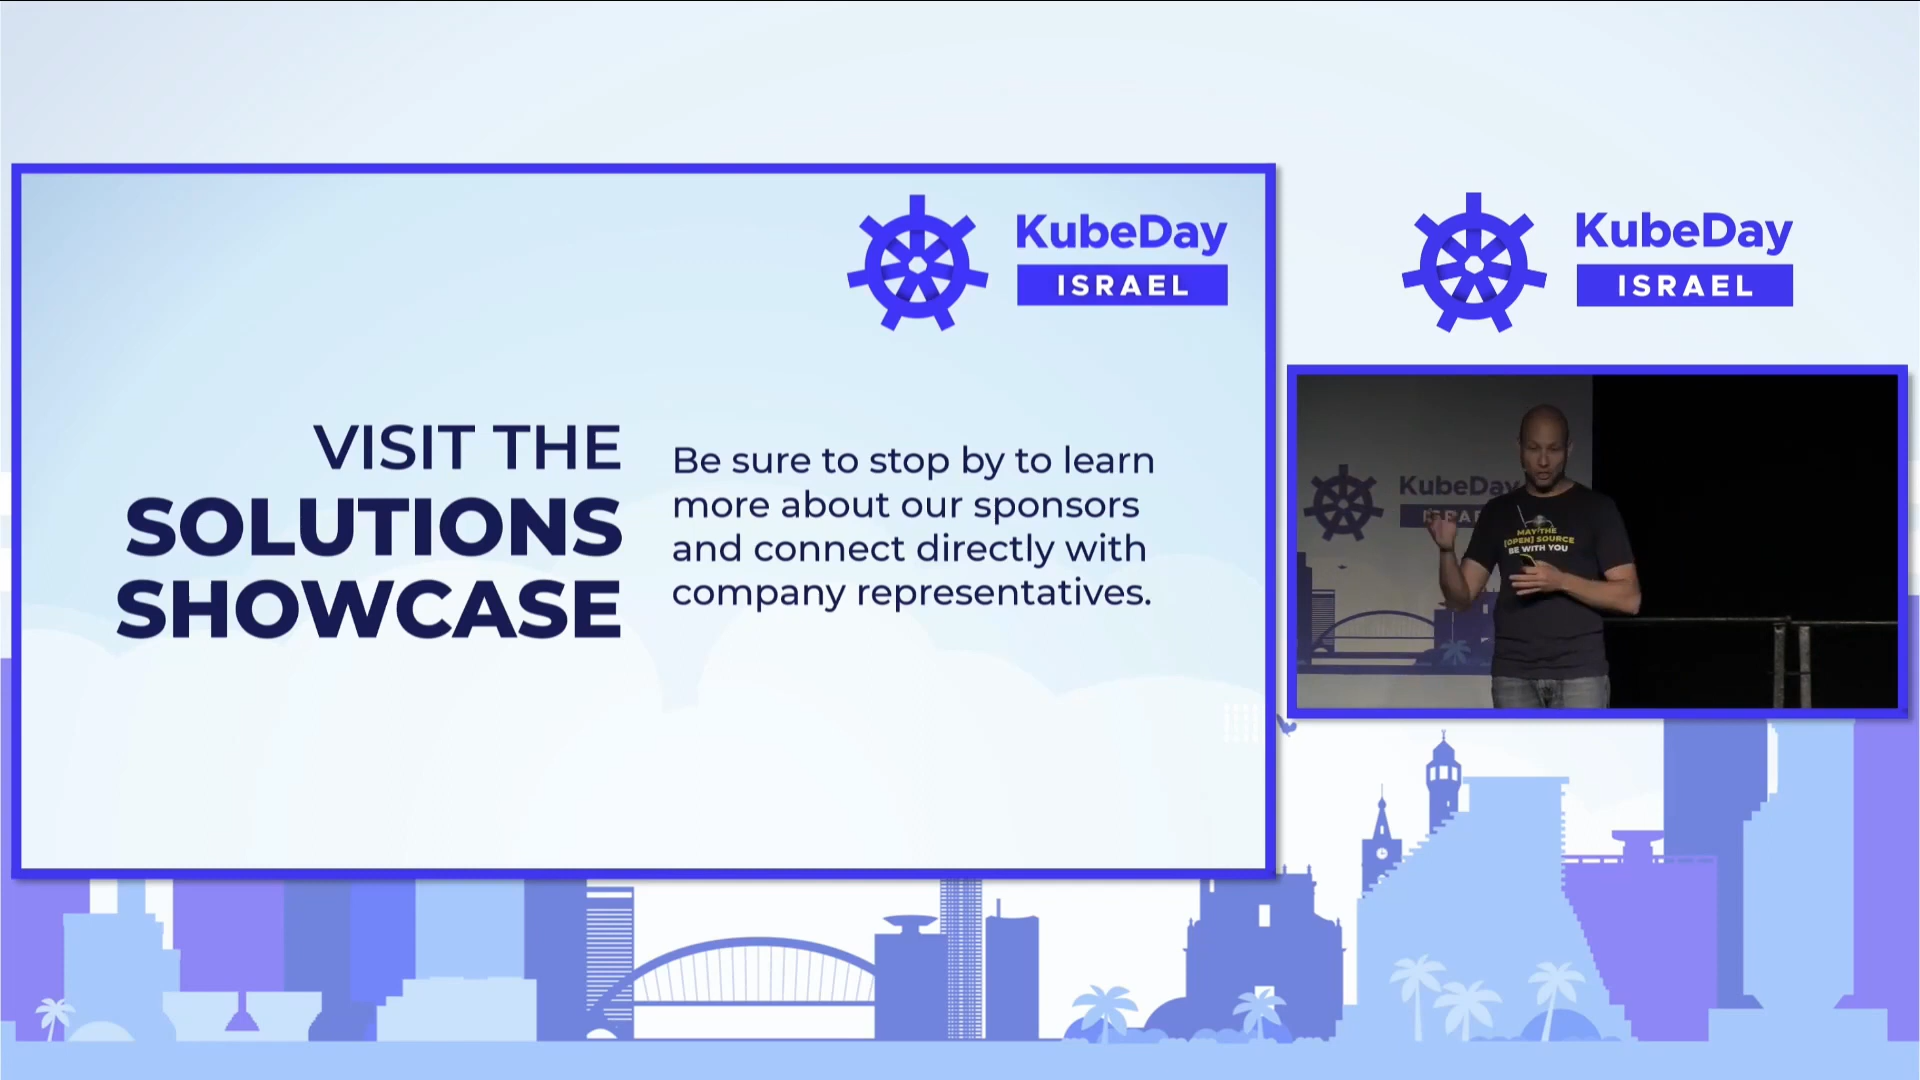 KubeDay
ISRAEL
VISIT THE
SOLUTIONS
SHOWCASE
Be sure to stop by to learn
more about our sponsors
and connect directly with
company representatives.
KubeDay
ISRAEL
KubeDay
MAY THE
[OPEN] SOURCE
BE WITH YOU